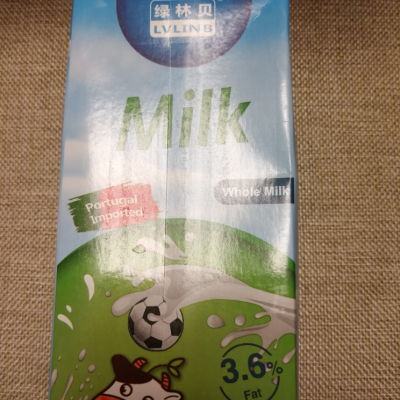 绿林贝
LVLINB
Milk
Whole Milk
Portugal
Imported
3.6%
Fat